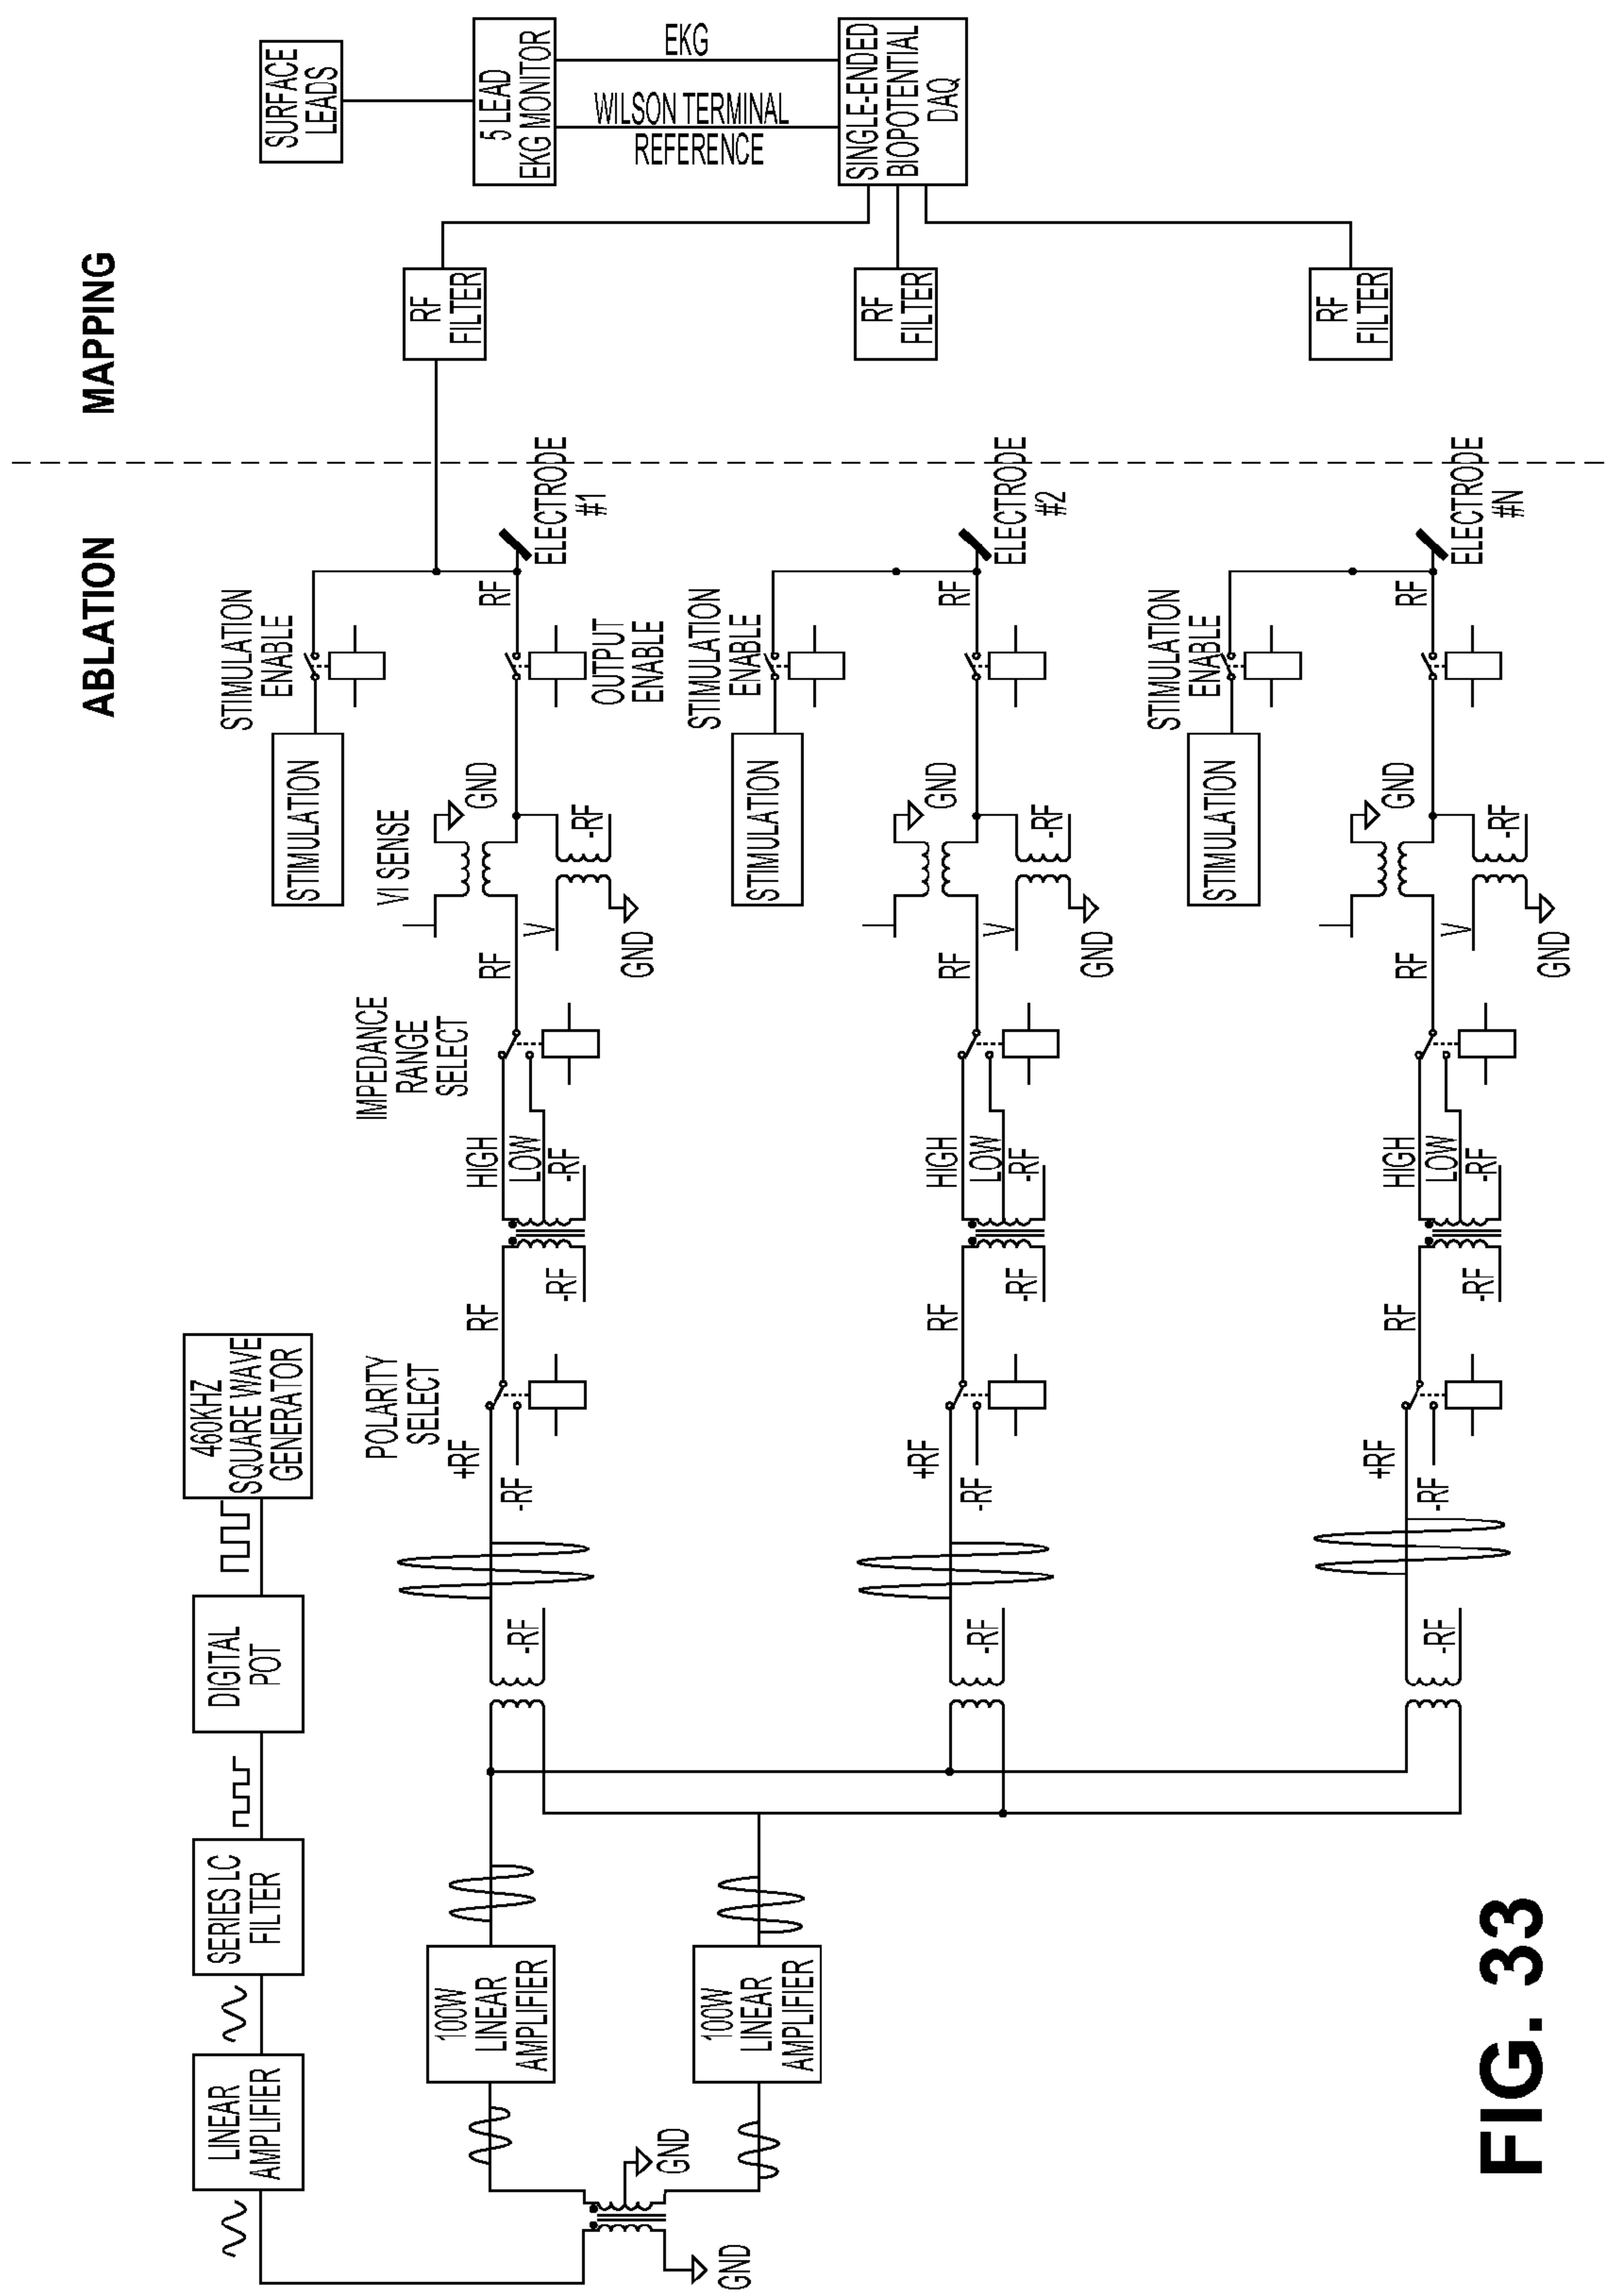 ABLATION
MAPPING
460KHZ
SQUARE WAVE
GENERATOR
DIGITAL
POT
SERIES LC
FILTER
LINEAR
AMPLIFIER
GND
GND
100W
LINEAR
AMPLIFIER
100W
LINEAR
AMPLIFIER
-RF
+RF
-RF
POLARITY
SELECT
RF
-RF
HIGH
LOW
-RF
IMPEDANCE
RANGE
SELECT
RF
VI SENSE
I
V
GND
GND
-RF
STIMULATION
STIMULATION
ENABLE
OUTPUT
ENABLE
RF
ELECTRODE
#1
-RF
+RF
-RF
RF
-RF
HIGH
LOW
-RF
RF
I
V
GND
GND
-RF
STIMULATION
STIMULATION
ENABLE
RF
ELECTRODE
#2
-RF
+RF
-RF
RF
-RF
HIGH
LOW
-RF
RF
I
V
GND
GND
-RF
STIMULATION
STIMULATION
ENABLE
RF
ELECTRODE
#N
RF
FILTER
RF
FILTER
RF
FILTER
SURFACE
LEADS
5 LEAD
EKG MONITOR
EKG
WILSON TERMINAL
REFERENCE
SINGLE-ENDED
BIOPOTENTIAL
DAQ
FIG. 33